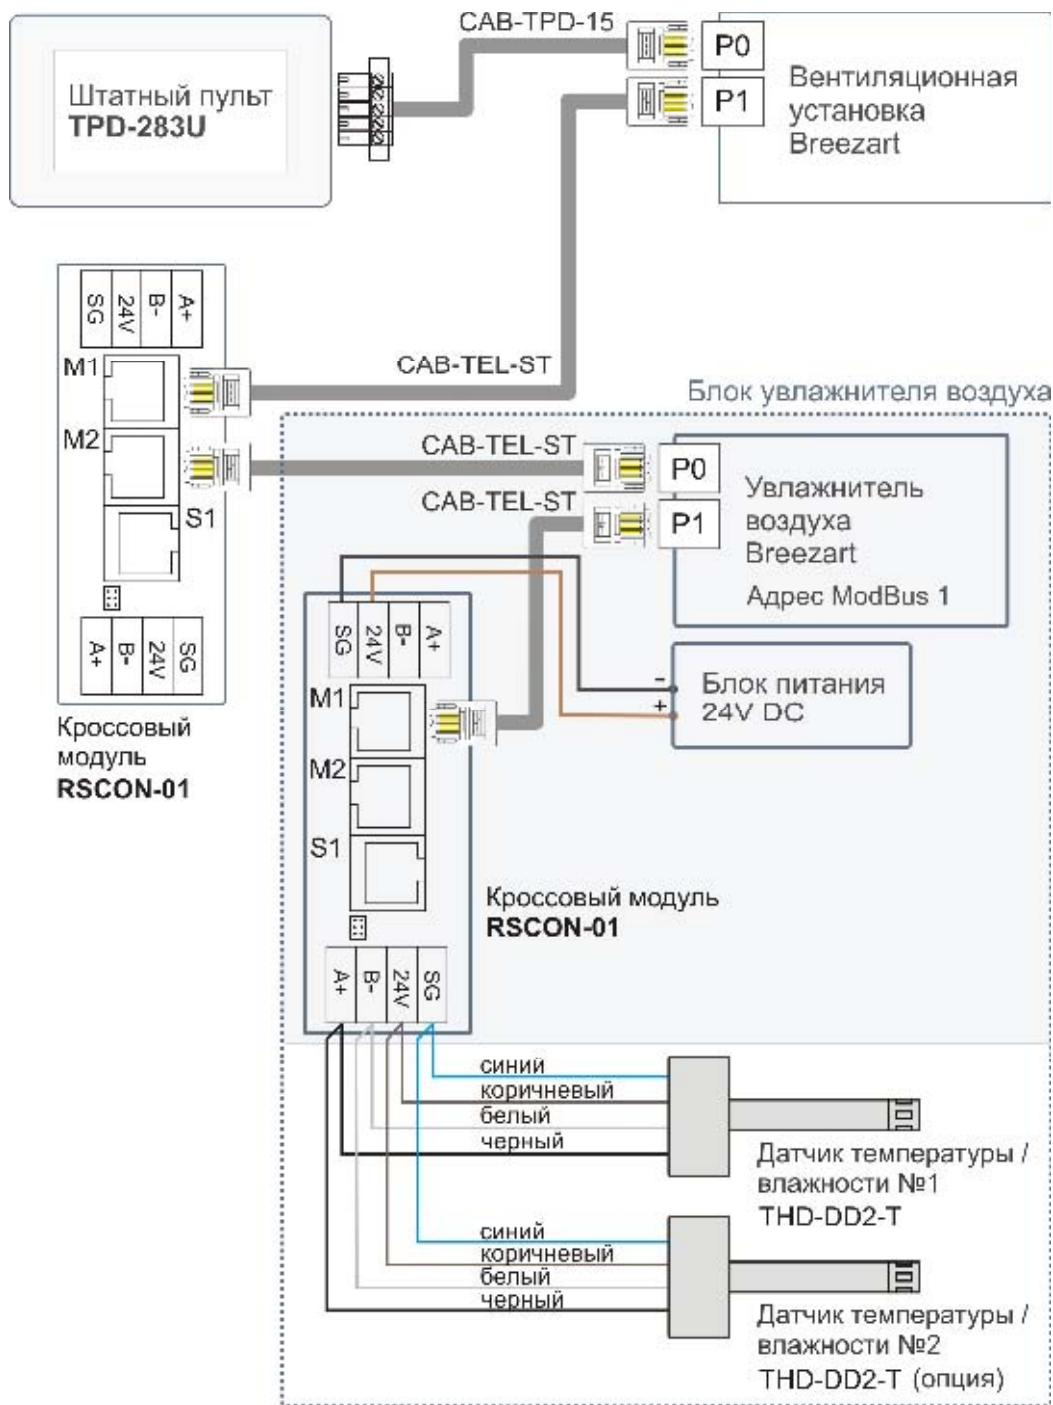 CAB-TPD-15
Штатный пульт
TPD-283U
P0
P1
Вентиляционная
установка
Breezart
SG
24V
B-
A+
M1
M2
S1
A+
B-
24V
SG
Кроссовый
модуль
RSCON-01
CAB-TEL-ST
Блок увлажнителя воздуха
CAB-TEL-ST
CAB-TEL-ST
P0
P1
Увлажнитель
воздуха
Breezart
Адрес ModBus 1
SG
24V
B-
A+
-
+
Блок питания
24V DC
M1
M2
S1
Кроссовый модуль
RSCON-01
A+
B-
24V
SG
синий
коричневый
белый
черный
Датчик температуры /
влажности №1
THD-DD2-T
синий
коричневый
белый
черный
Датчик температуры /
влажности №2
THD-DD2-T (опция)